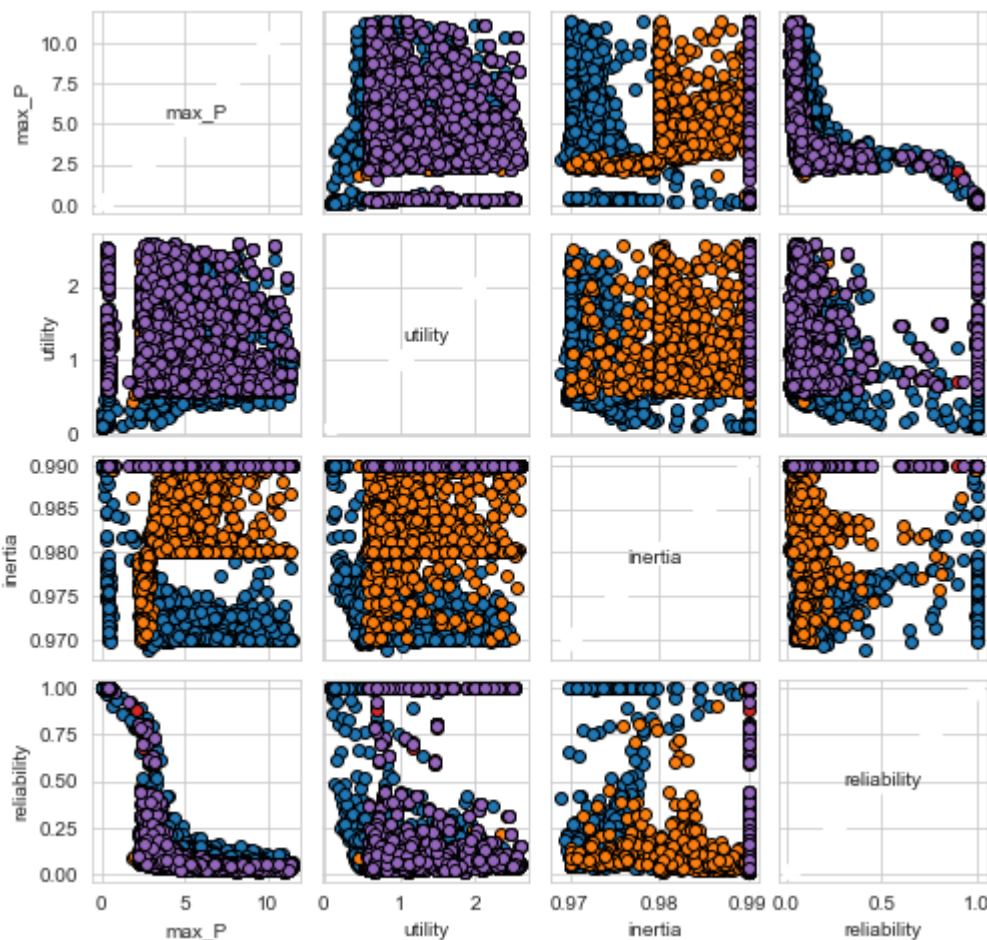 10.0
7.5
5.0
2.5
0.0
max_P
max_P
2
1
0
utility
utility
0.990
0.985
0.980
0.975
0.970
inertia
inertia
1.00
0.75
0.50
0.25
0.00
reliability
reliability
0 5 10
0 1 2
0.97 0.98 0.99
0.0 0.5 1.0
max_P utility inertia reliability